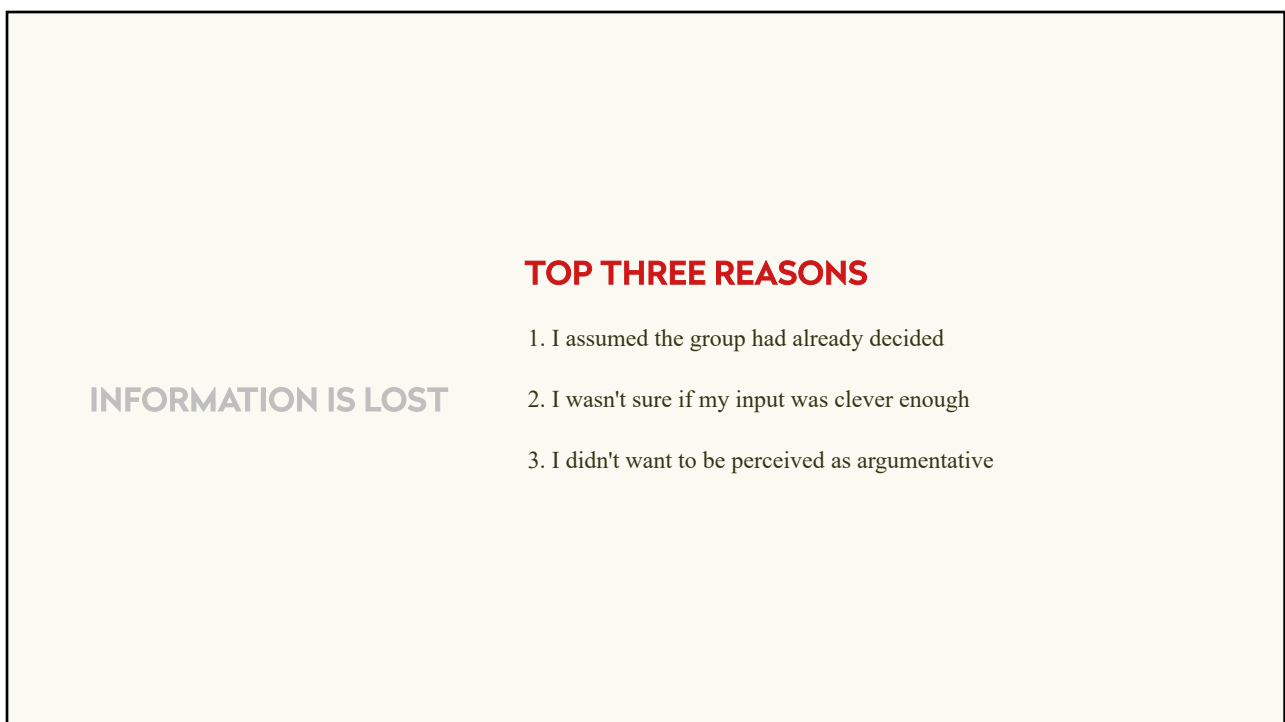 INFORMATION IS LOST
TOP THREE REASONS
1. I assumed the group had already decided
2. I wasn't sure if my input was clever enough
3. I didn't want to be perceived as argumentative